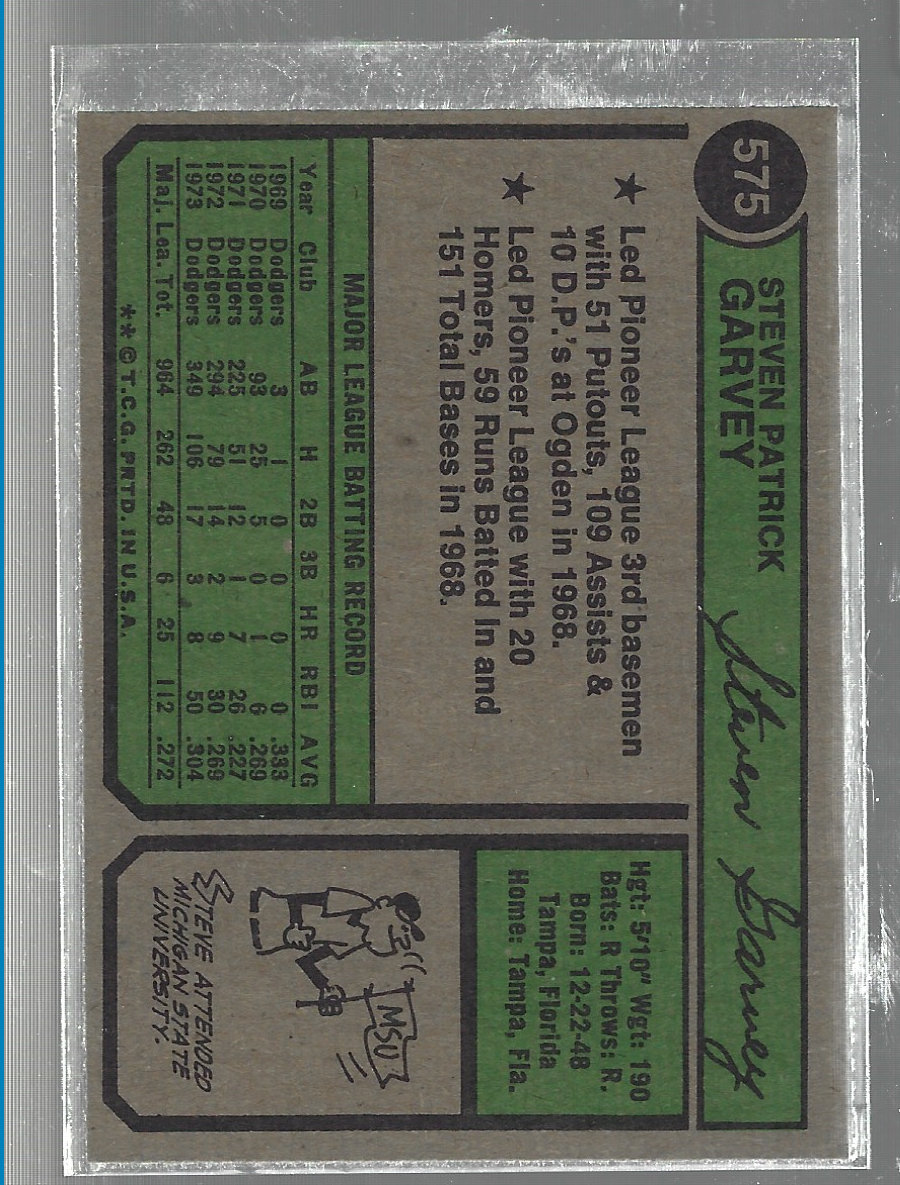 575
STEVEN PATRICK
GARVEY
Steven Garvey
★ Led Pioneer League 3rd basemen
with 51 Putouts, 109 Assists &
10 D.P.'s at Ogden in 1968.
★ Led Pioneer League with 20
Homers, 59 Runs Batted In and
151 Total Bases in 1968.
MAJOR LEAGUE BATTING RECORD
Year Club AB H 2B 3B HR RBI AVG
1969 Dodgers 3 1 0 0 0 0 .333
1970 Dodgers 93 25 5 0 1 6 .269
1971 Dodgers 225 51 12 1 7 26 .227
1972 Dodgers 294 79 14 2 9 30 .269
1973 Dodgers 349 106 17 3 8 50 .304
Maj. Lea. Tot. 964 262 48 6 25 112 .272
**©T.C.G. PRTD. IN U.S.A.
Hgt: 5'10" Wgt: 190
Bats: R Throws: R.
Born: 12-22-48
Tampa, Florida
Home: Tampa, Fla.
MSU
STEVE ATTENDED
MICHIGAN STATE
UNIVERSITY.